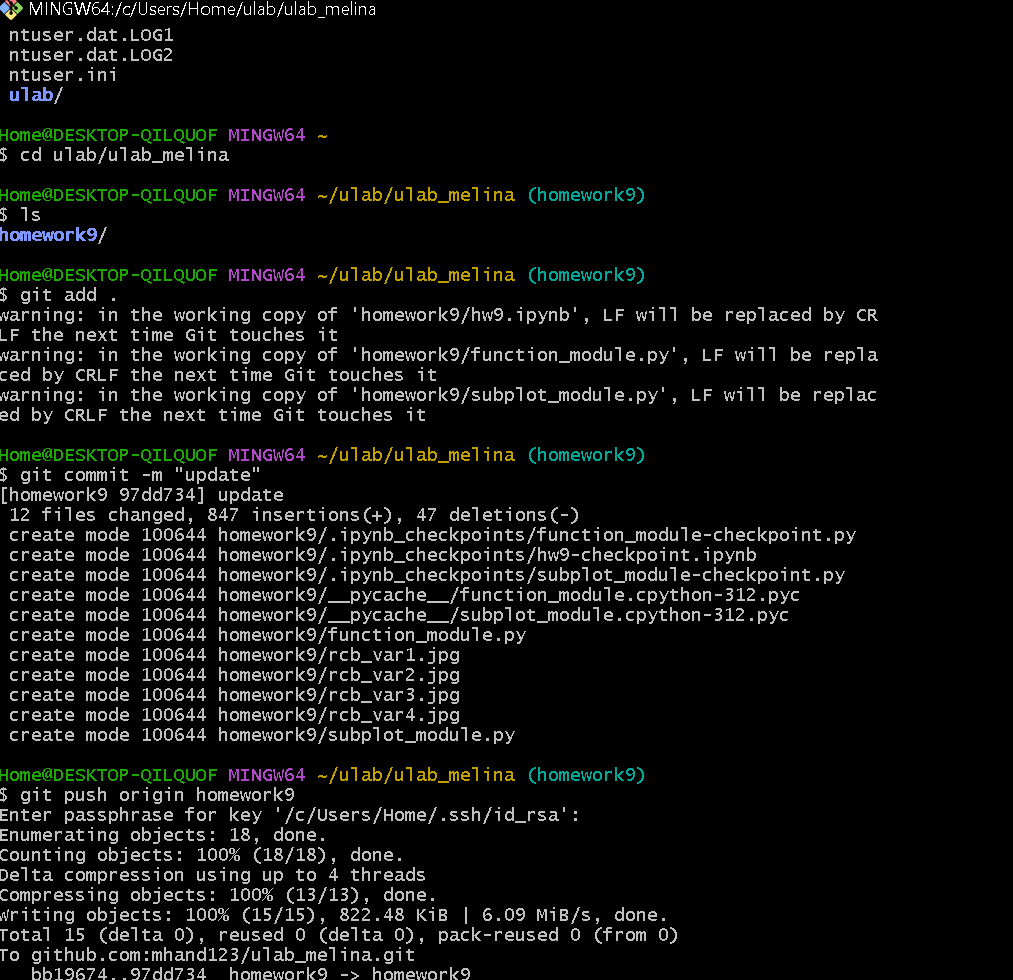 MINGW64:/c/Users/Home/ulab/ulab_melina
ntuser.dat.LOG1
ntuser.dat.LOG2
ntuser.ini
ulab/
Home@DESKTOP-QILQUOF MINGW64 ~
$ cd ulab/ulab_melina
Home@DESKTOP-QILQUOF MINGW64 ~/ulab/ulab_melina (homework9)
$ ls
homework9/
Home@DESKTOP-QILQUOF MINGW64 ~/ulab/ulab_melina (homework9)
$ git add .
warning: in the working copy of 'homework9/hw9.ipynb', LF will be replaced by CR
LF the next time Git touches it
warning: in the working copy of 'homework9/function_module.py', LF will be repla
ced by CRLF the next time Git touches it
warning: in the working copy of 'homework9/subplot_module.py', LF will be replac
ed by CRLF the next time Git touches it
Home@DESKTOP-QILQUOF MINGW64 ~/ulab/ulab_melina (homework9)
$ git commit -m "update"
[homework9 97dd734] update
12 files changed, 847 insertions(+), 47 deletions(-)
create mode 100644 homework9/.ipynb_checkpoints/function_module-checkpoint.py
create mode 100644 homework9/.ipynb_checkpoints/hw9-checkpoint.ipynb
create mode 100644 homework9/.ipynb_checkpoints/subplot_module-checkpoint.py
create mode 100644 homework9/__pycache__/function_module.cpython-312.pyc
create mode 100644 homework9/__pycache__/subplot_module.cpython-312.pyc
create mode 100644 homework9/function_module.py
create mode 100644 homework9/rcb_var1.jpg
create mode 100644 homework9/rcb_var2.jpg
create mode 100644 homework9/rcb_var3.jpg
create mode 100644 homework9/rcb_var4.jpg
create mode 100644 homework9/subplot_module.py
Home@DESKTOP-QILQUOF MINGW64 ~/ulab/ulab_melina (homework9)
$ git push origin homework9
Enter passphrase for key '/c/Users/Home/.ssh/id_rsa':
Enumerating objects: 18, done.
Counting objects: 100% (18/18), done.
Delta compression using up to 4 threads
Compressing objects: 100% (13/13), done.
Writing objects: 100% (15/15), 822.48 KiB | 6.09 MiB/s, done.
Total 15 (delta 0), reused 0 (delta 0), pack-reused 0 (from 0)
To github.com:mhand123/ulab_melina.git
bb19674..97dd734  homework9 -> homework9